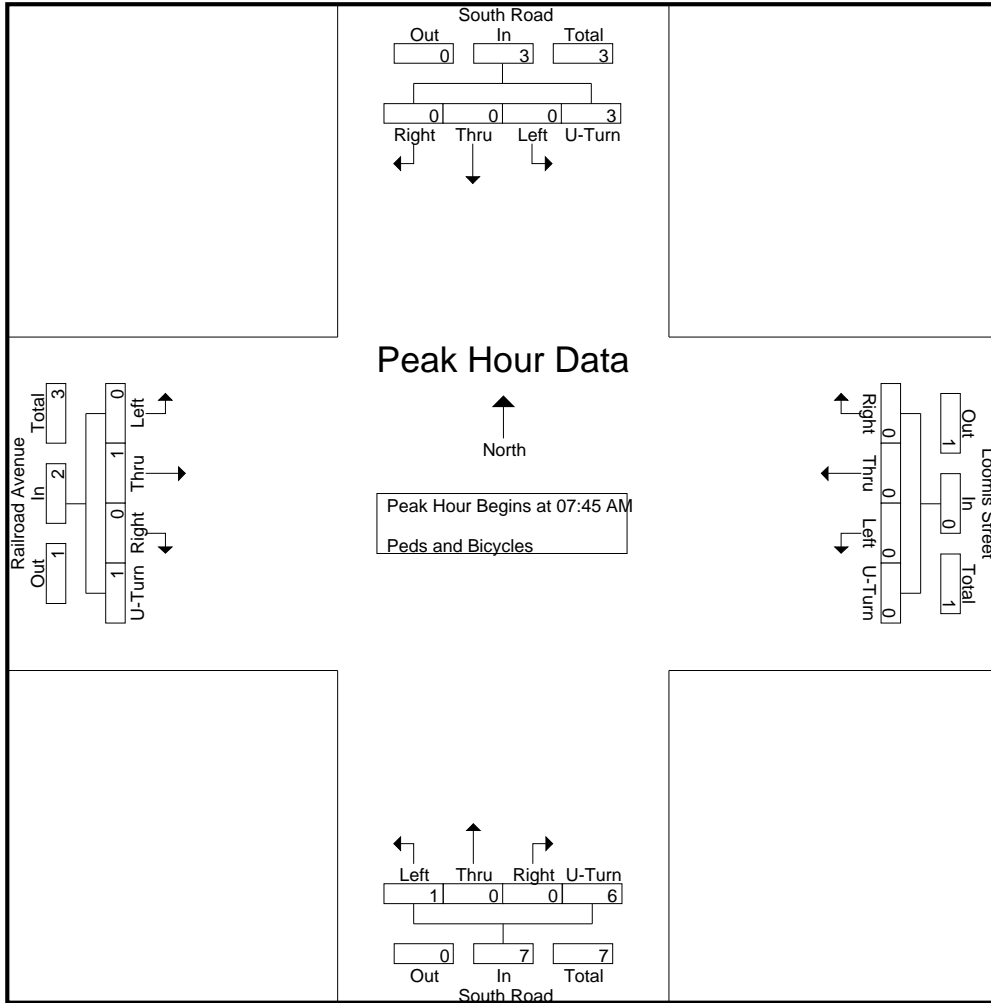 South Road
Out In Total
0 3 3
0 0 0 3
Right Thru Left U-Turn
Peak Hour Data
North
Peak Hour Begins at 07:45 AM
Peds and Bicycles
Railroad Avenue
Out In Total
1 2 3
1 0 1 0
U-Turn Right Thru Left
Loomis Street
Out In Total
1 0 1
0 0 0 0
Right Thru Left U-Turn
Left Thru Right U-Turn
1 0 0 6
0 7 7
Out In Total
South Road